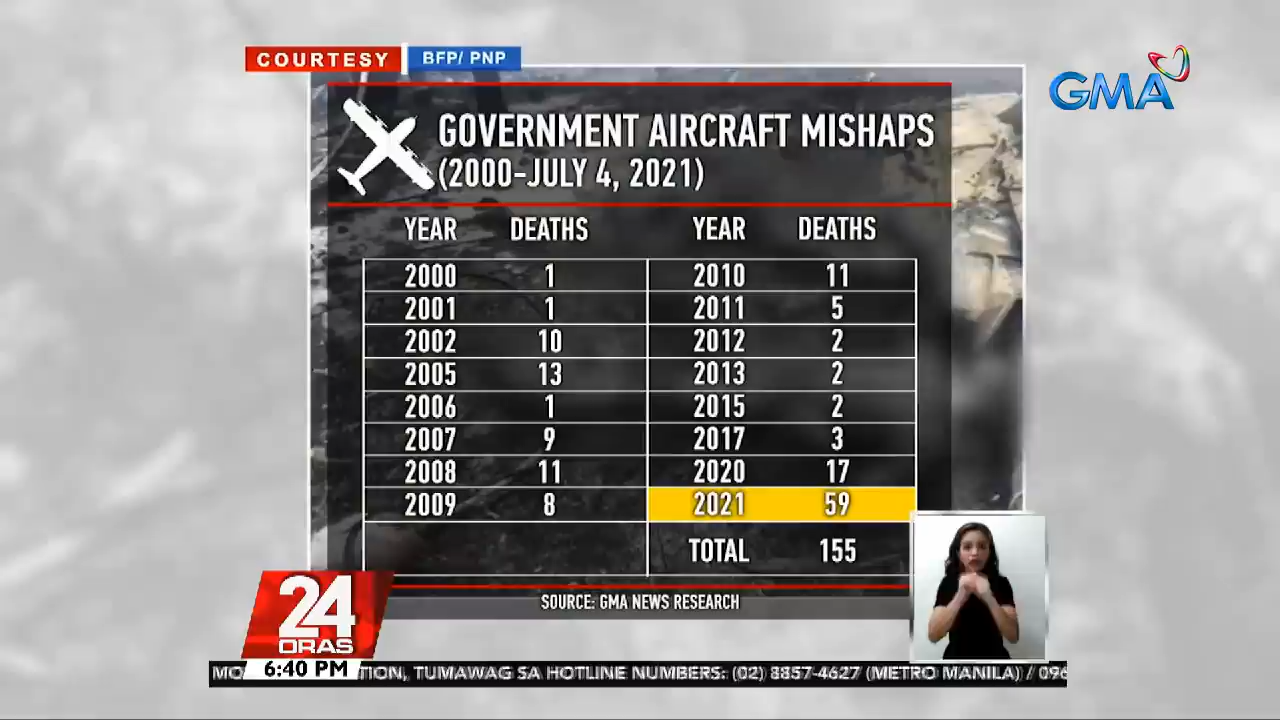 COURTESY BFP/ PNP
GMA
GOVERNMENT AIRCRAFT MISHAPS
(2000-JULY 4, 2021)
YEAR DEATHS YEAR DEATHS
2000 1 2010 11
2001 1 2011 5
2002 10 2012 2
2005 13 2013 2
2006 1 2015 2
2007 9 2017 3
2008 11 2020 17
2009 8 2021 59
TOTAL 155
SOURCE: GMA NEWS RESEARCH
24
ORAS
6:40 PM
TUMAWAG SA HOTLINE NUMBERS: (02) 8857-4627 (METRO MANILA) /